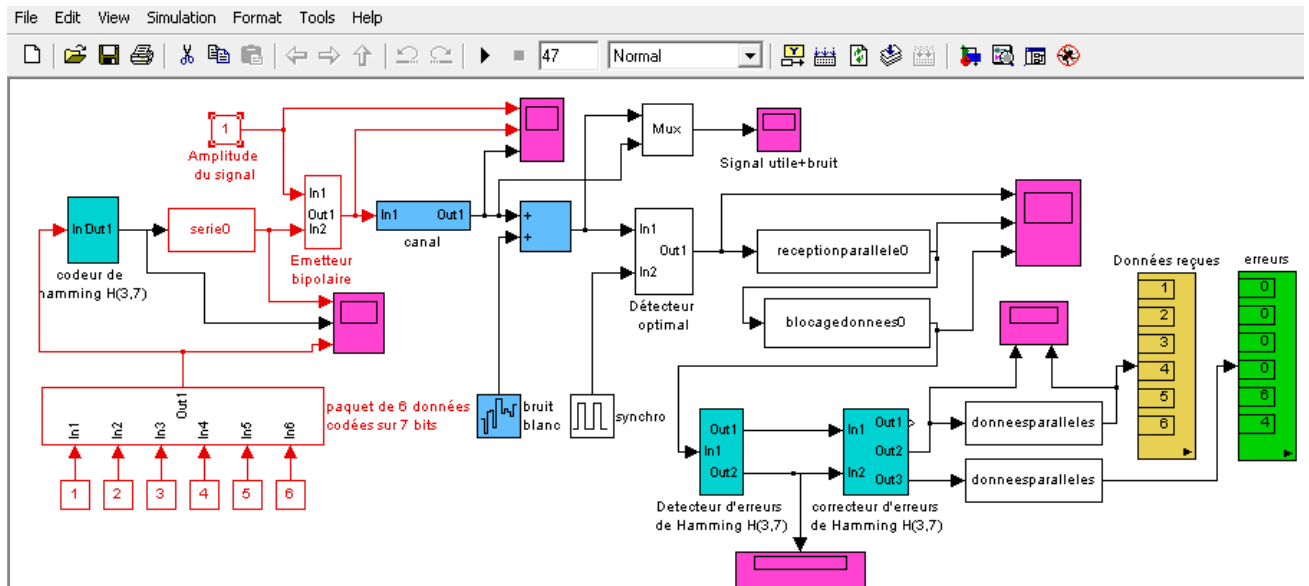 File Edit View Simulation Format Tools Help
47 Normal
1
Amplitude
du signal
Mux
Signal utile+bruit
In1
Out1
In2
Emetteur
bipolaire
In1 Out1
canal
+
+
In1
Out1
In2
Détecteur
optimal
In Out1
codeur de
hamming H(3,7)
serie0
receptionparallele0
blocagedonnees0
Données reçues
1
2
3
4
5
6
erreurs
0
0
0
0
6
4
Out1
In1 In2 In3 In4 In5 In6
paquet de 6 données
codées sur 7 bits
1 2 3 4 5 6
bruit
blanc
synchro
Out1
In1
Out2
Detecteur d'erreurs
de Hamming H(3,7)
In1
In2
Out1
Out2
Out3
correcteur d'erreurs
de Hamming H(3,7)
donneesparalleles
donneesparalleles